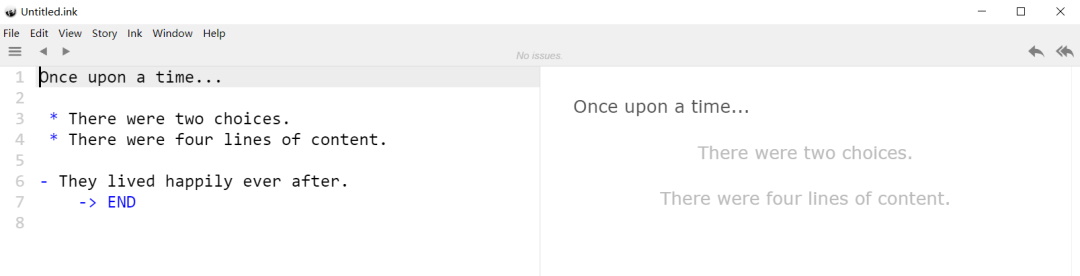 Untitled.ink
File Edit View Story Ink Window Help
No issues.
1 Once upon a time...
2
3 * There were two choices.
4 * There were four lines of content.
5
6 - They lived happily ever after.
7 -> END
8
Once upon a time...
There were two choices.
There were four lines of content.